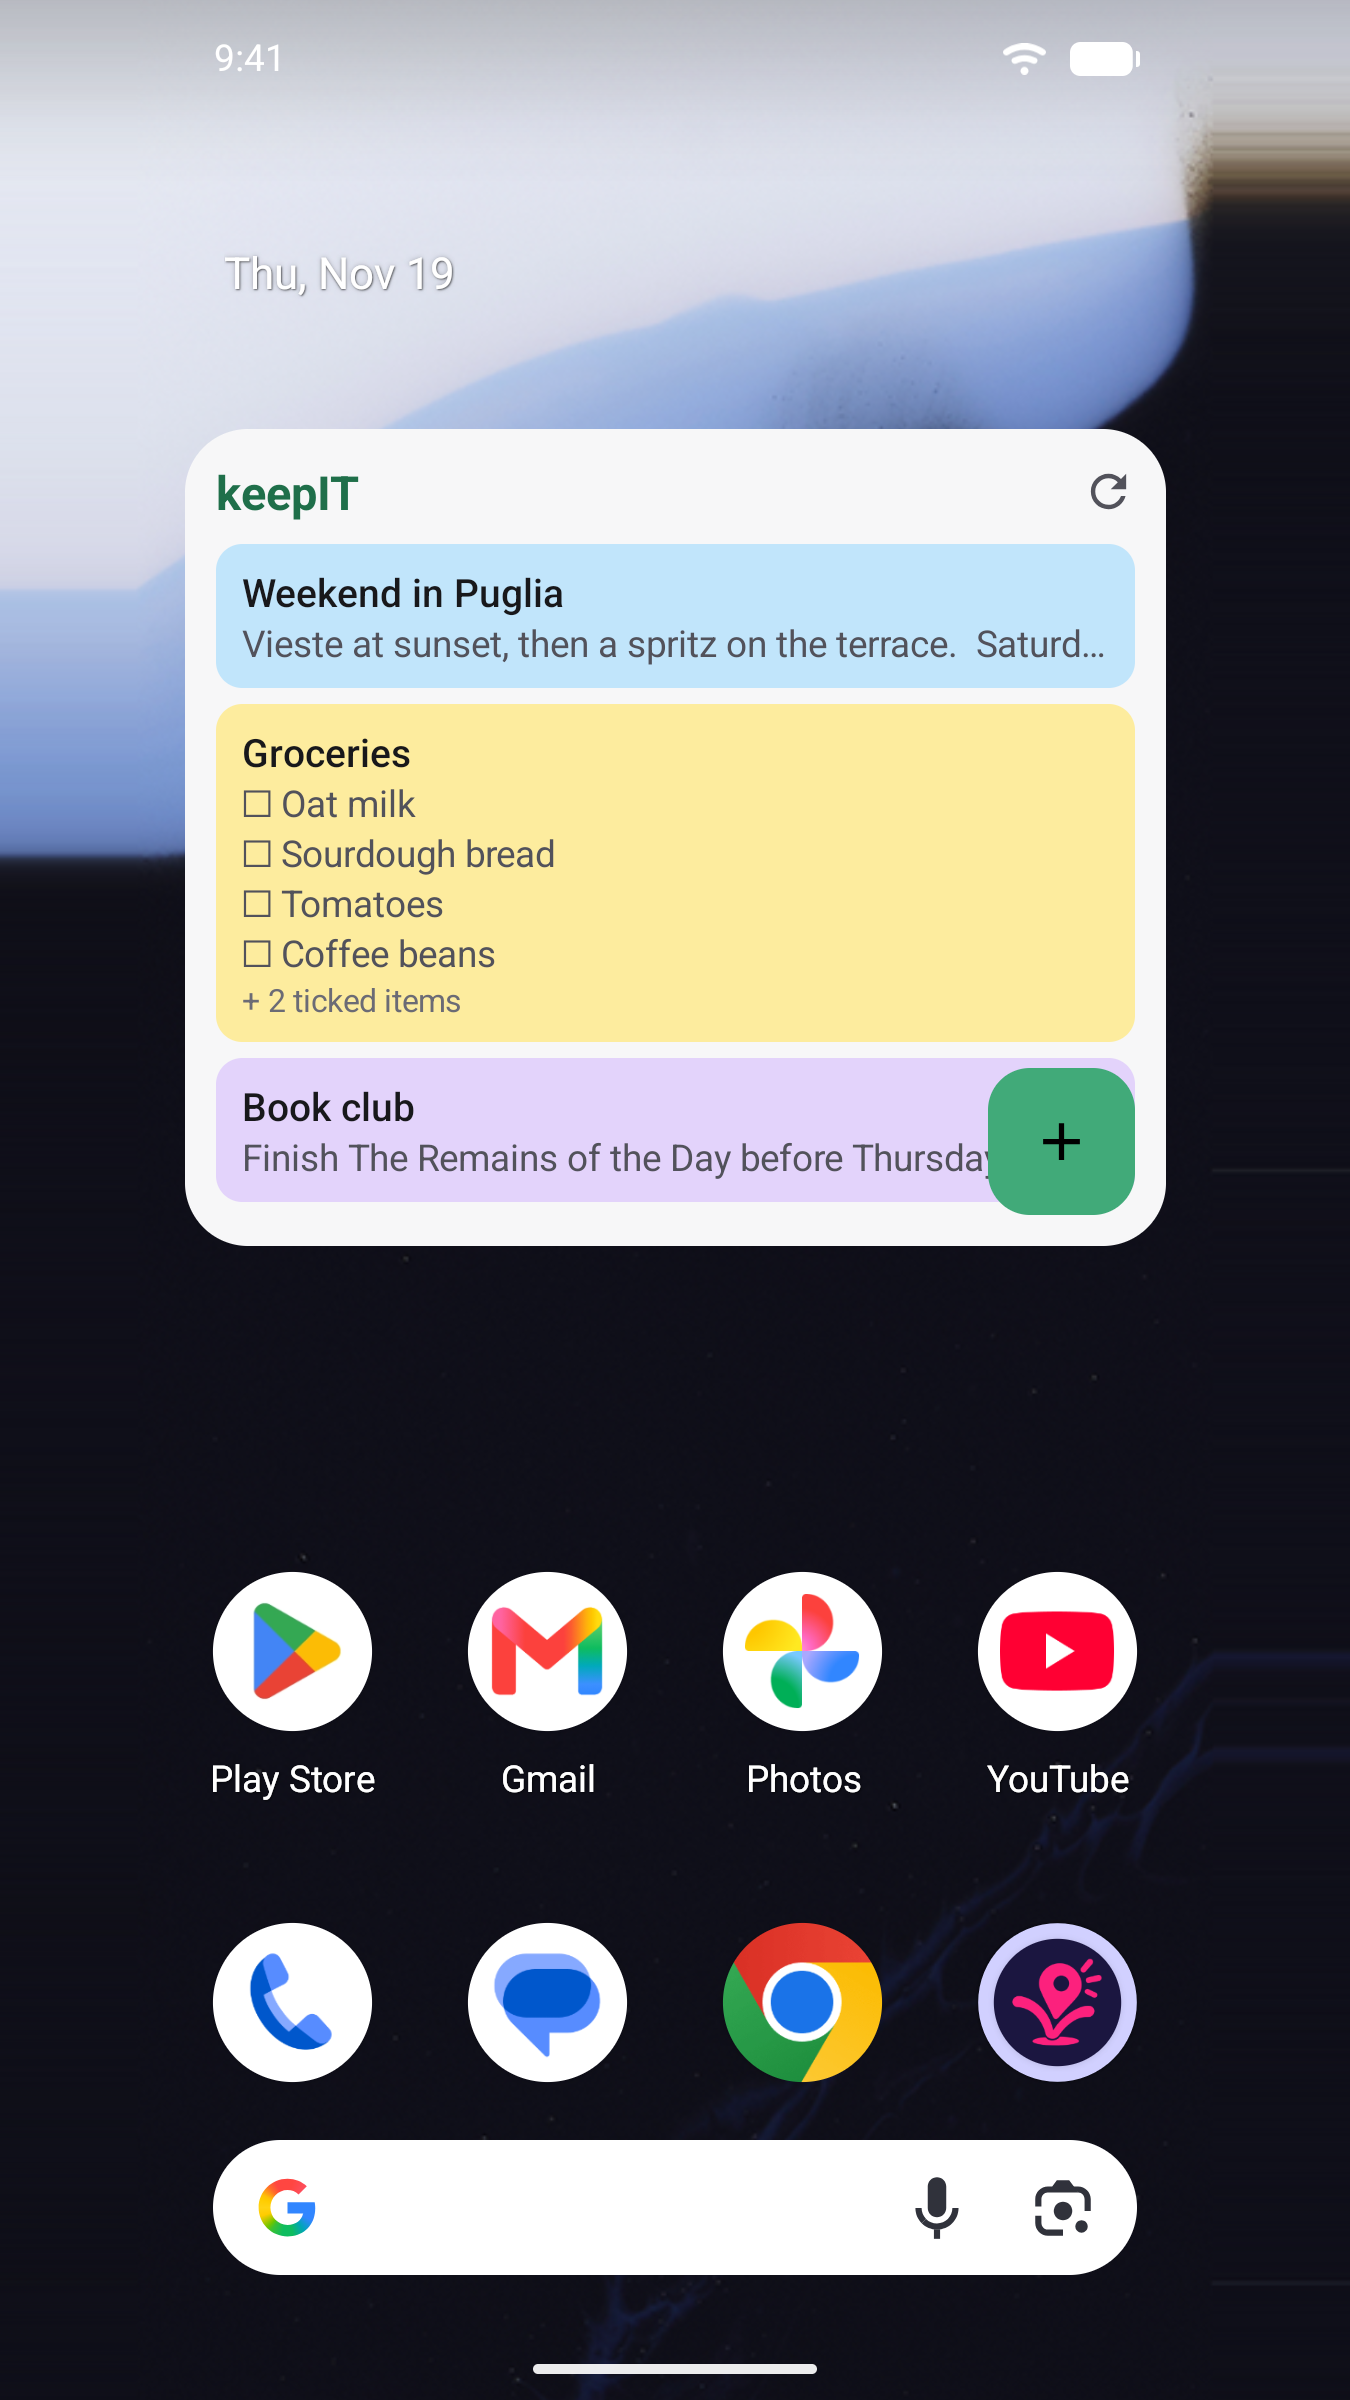 9:41
Thu, Nov 19
keepIT
Weekend in Puglia
Vieste at sunset, then a spritz on the terrace. Saturd...
Groceries
☐ Oat milk
☐ Sourdough bread
☐ Tomatoes
☐ Coffee beans
+ 2 ticked items
Book club
Finish The Remains of the Day before Thursday
+
Play Store
Gmail
Photos
YouTube